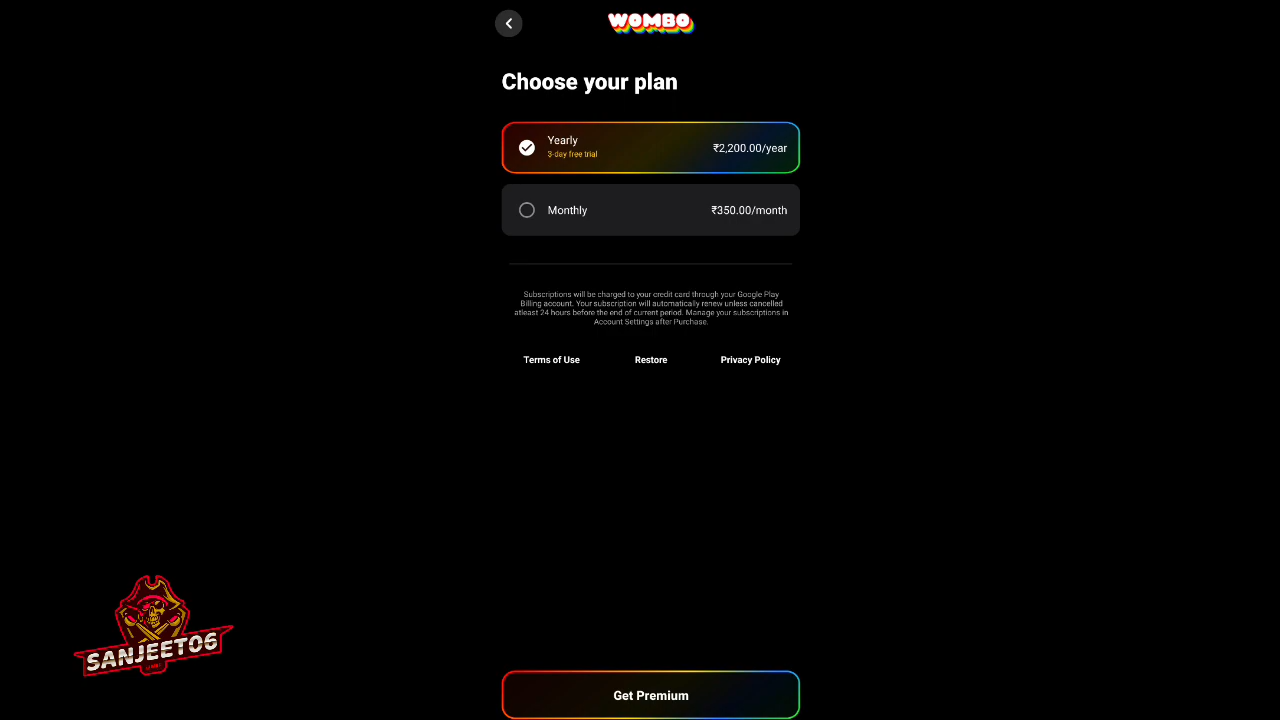 WOMBO
Choose your plan
Yearly
3-day free trial
₹2,200.00/year
Monthly
₹350.00/month
Subscriptions will be charged to your credit card through your Google Play
Billing account. Your subscription will automatically renew unless cancelled
atleast 24 hours before the end of current period. Manage your subscriptions in
Account Settings after Purchase.
Terms of Use
Restore
Privacy Policy
SANJEET06
Get Premium